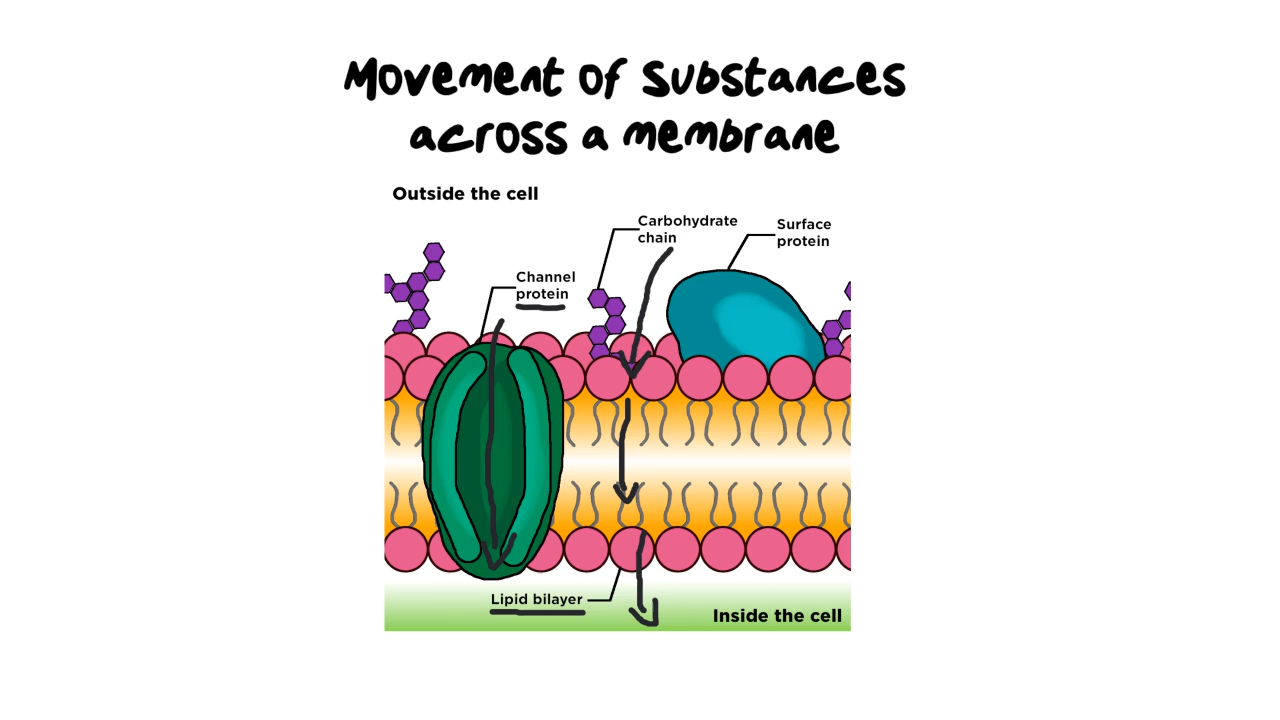 Movement of Substances
across a membrane
Outside the cell
Carbohydrate
chain
Surface
protein
Channel
protein
Lipid bilayer
Inside the cell